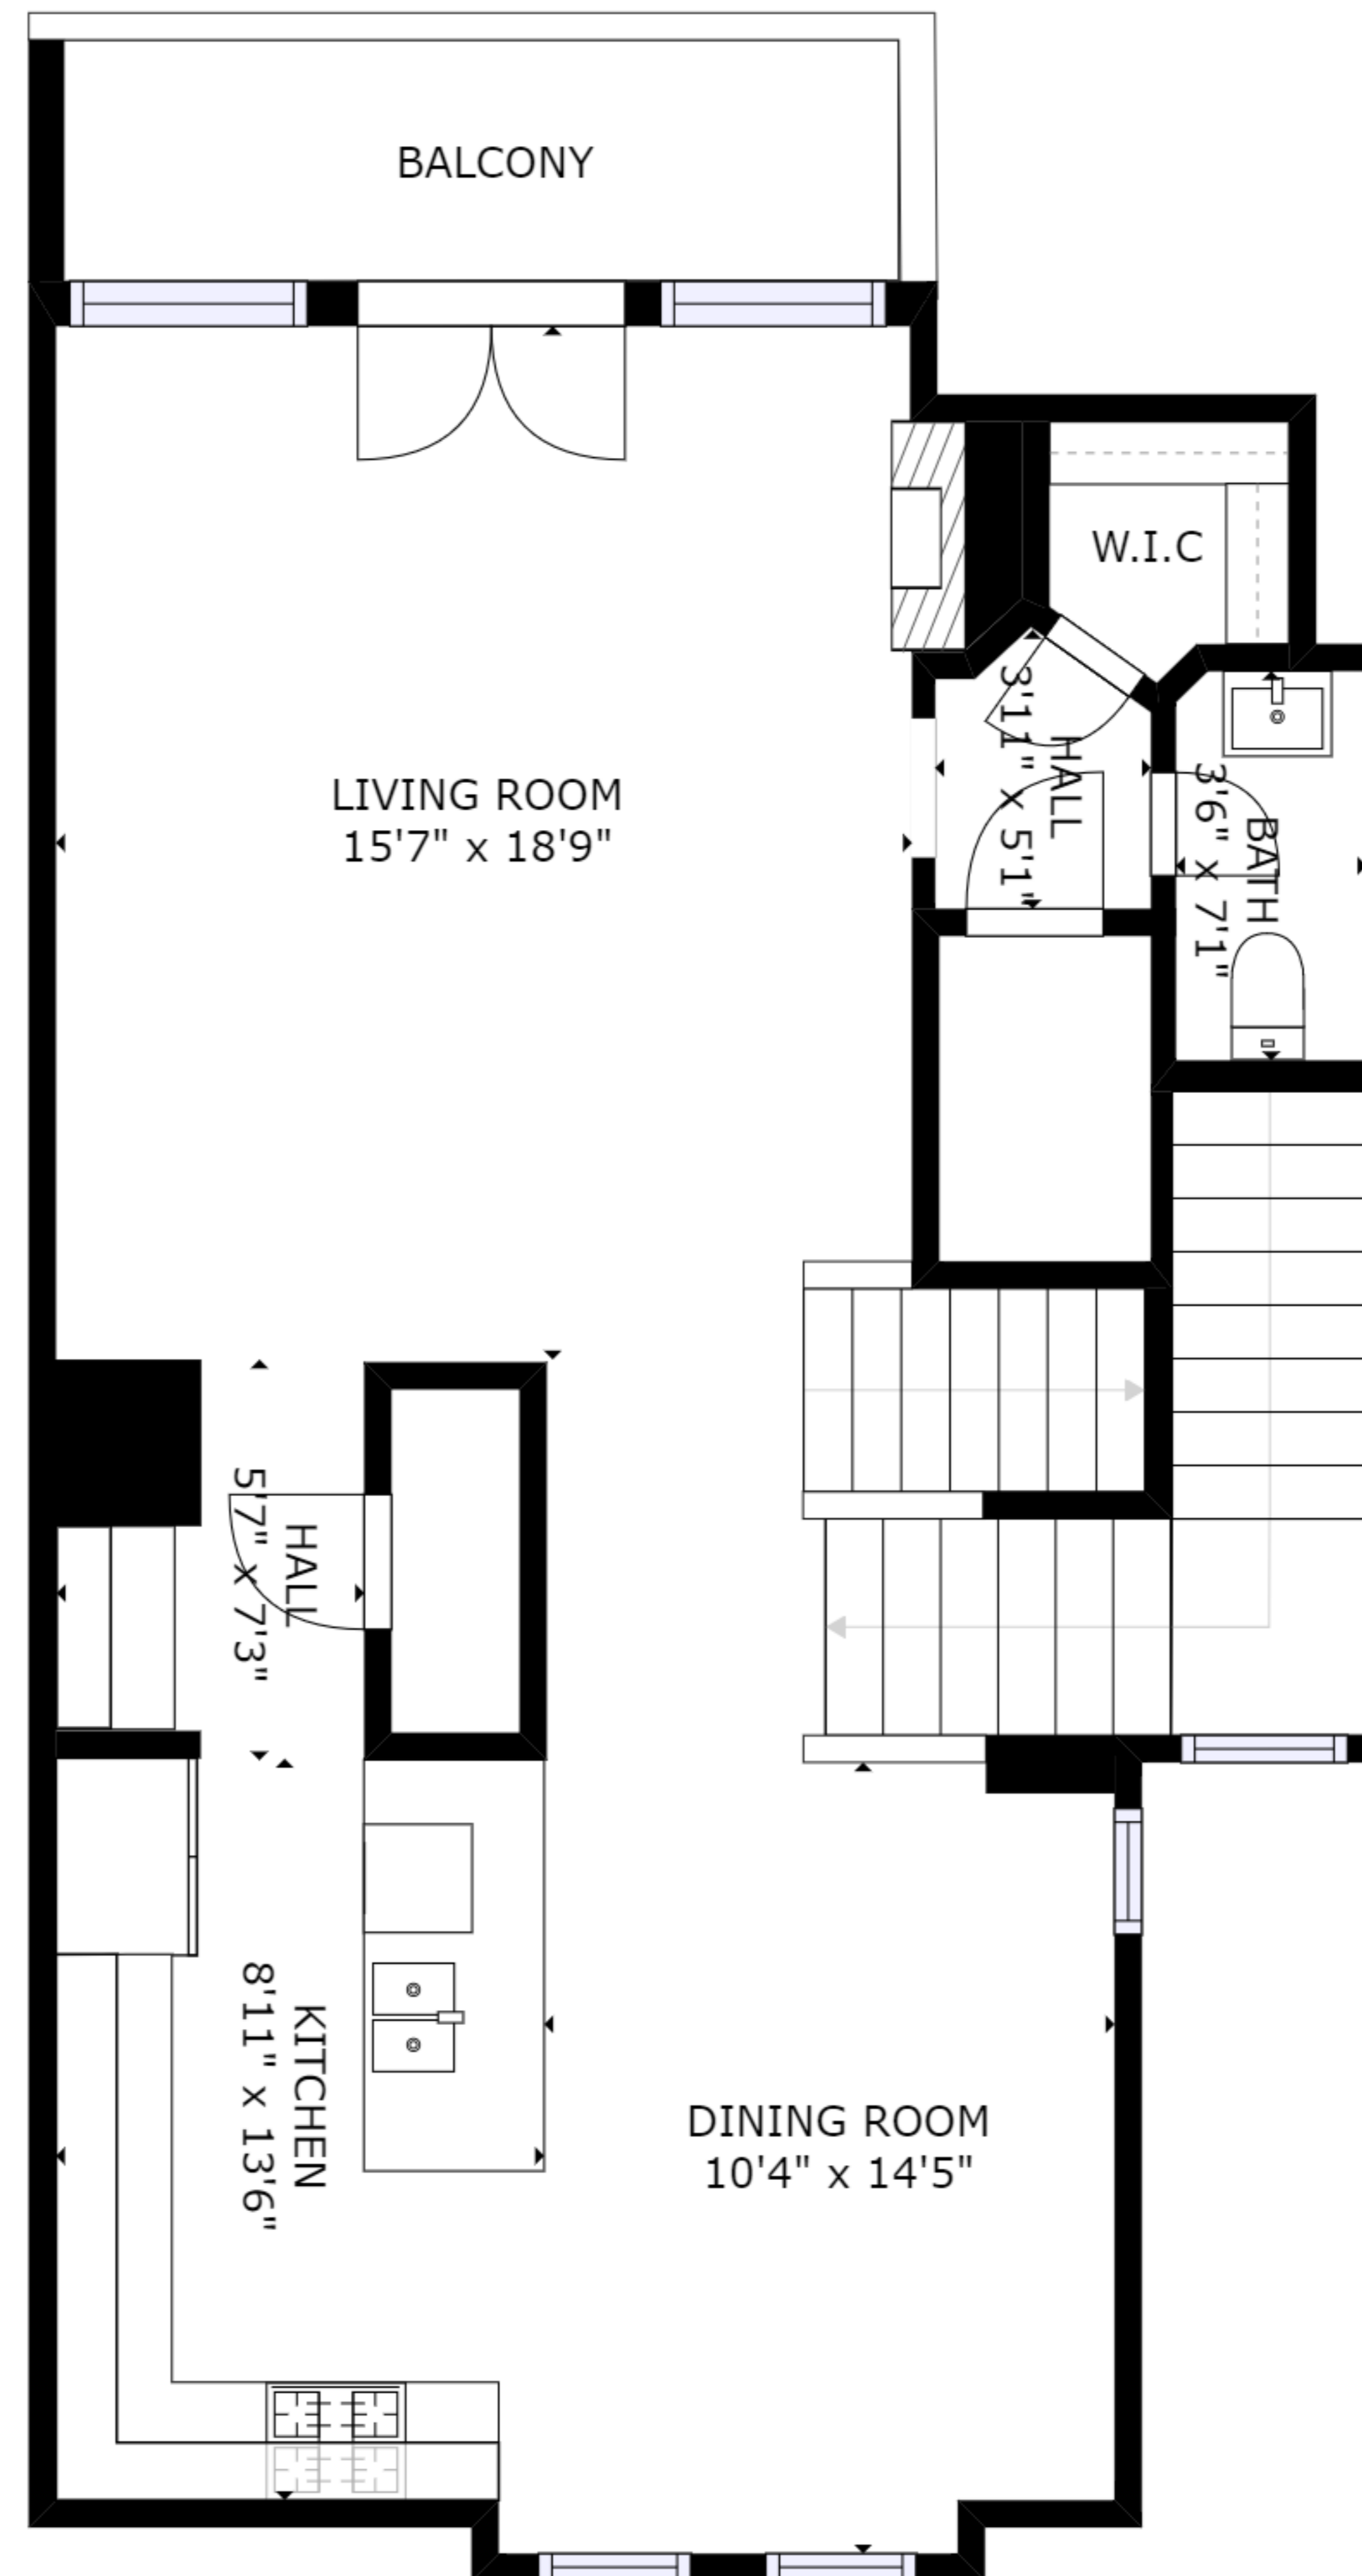 BALCONY
W.I.C
LIVING ROOM
15'7" x 18'9"
HALL
3'11" x 5'1"
BATH
3'6" x 7'1"
HALL
5'7" x 7'3"
KITCHEN
8'11" x 13'6"
DINING ROOM
10'4" x 14'5"